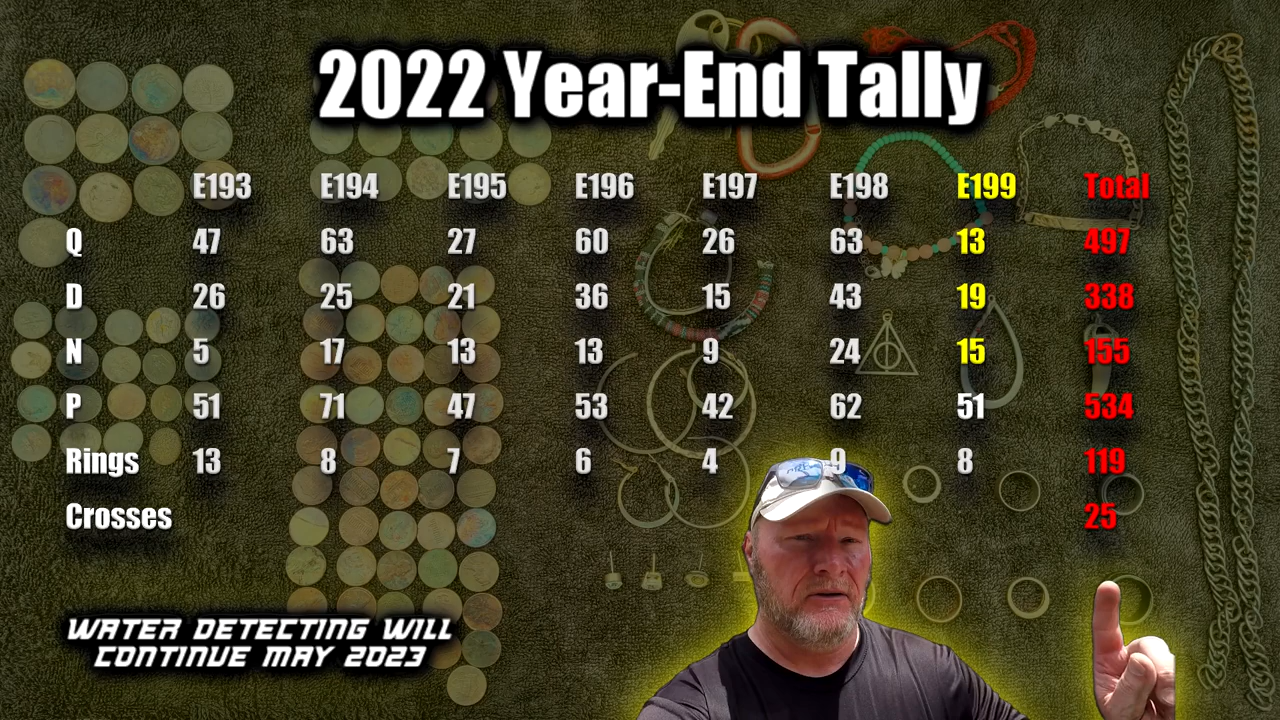 2022 Year-End Tally
E193 E194 E195 E196 E197 E198 E199 Total
Q 47 63 27 60 26 63 13 497
D 26 25 21 36 15 43 19 338
N 5 17 13 13 9 24 15 155
P 51 71 47 53 42 62 51 534
Rings 13 8 7 6 4 9 8 119
Crosses 25
WATER DETECTING WILL
CONTINUE MAY 2023